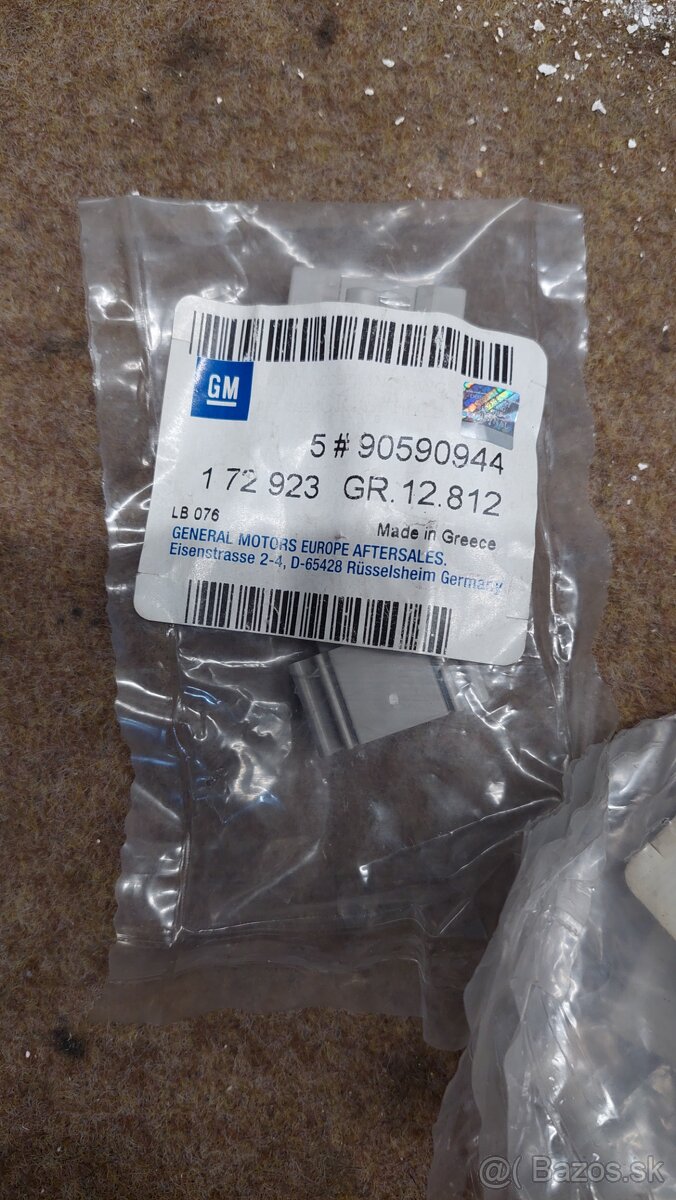 GM
5 # 90590944
1 72 923 GR. 12.812
LB 076 Made in Greece
GENERAL MOTORS EUROPE AFTERSALES.
Eisenstrasse 2-4, D-65428 Rüsselsheim Germany
@( Bazos.sk